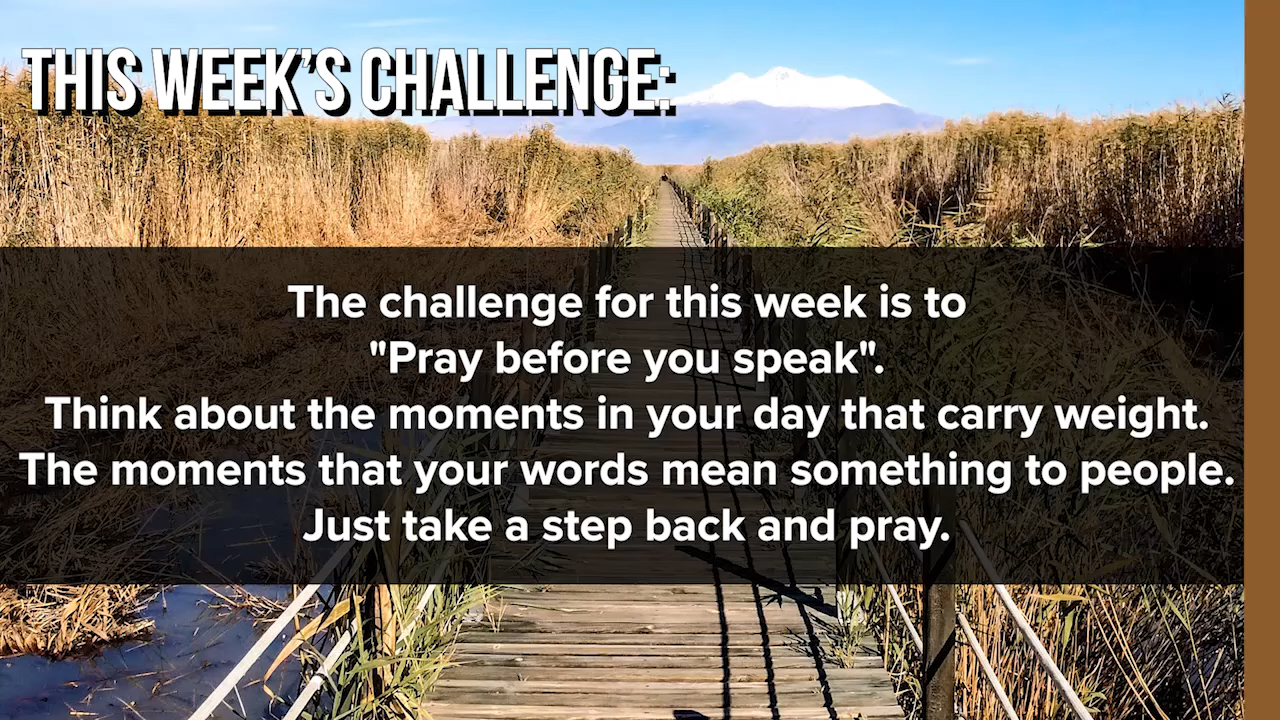 THIS WEEK'S CHALLENGE:
The challenge for this week is to
"Pray before you speak".
Think about the moments in your day that carry weight.
The moments that your words mean something to people.
Just take a step back and pray.